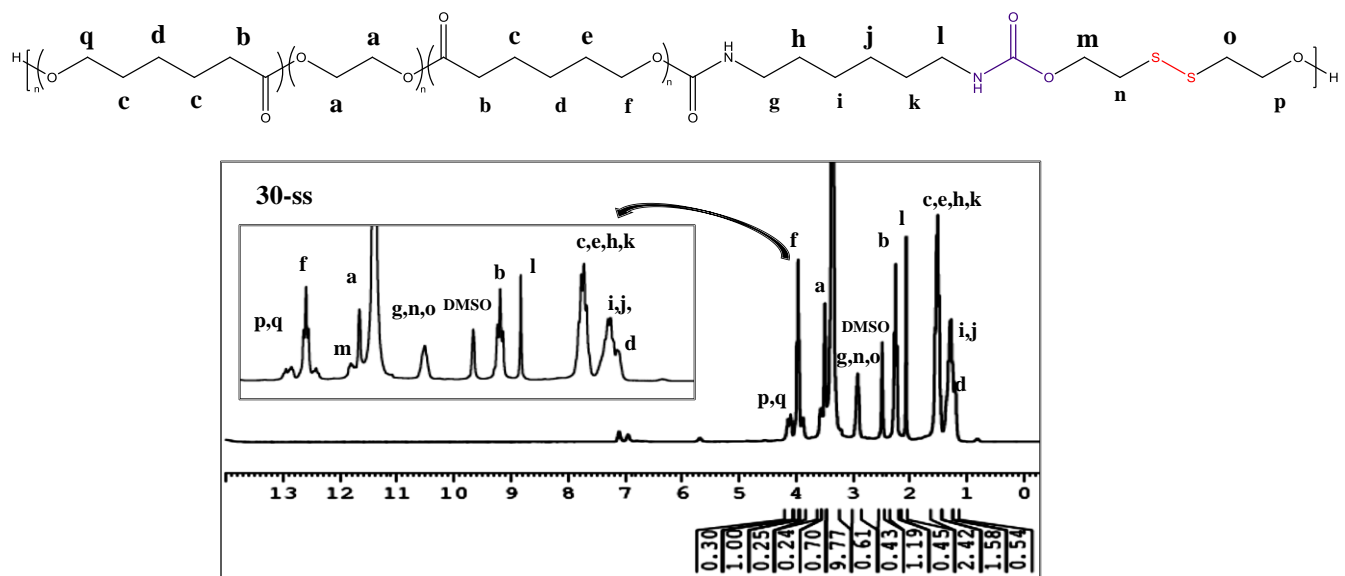 q d b a c e h j l m o
H [ ( O n O ) ( O O ) n ( O O ) n O H N N H O O S S O ] H
c c a b d f g i k n p
30-ss
c,e,h,k
f
a
b
l
g,n,o
DMSO
p,q
m
i,j,
d
f
a
b
l
c,e,h,k
DMSO
g,n,o
i,j
p,q
d
13 12 11 10 9 8 7 6 5 4 3 2 1 0
0.30 1.00 0.25 0.24 0.70 9.77 0.61 0.43 1.19 0.45 2.42 1.58 0.54